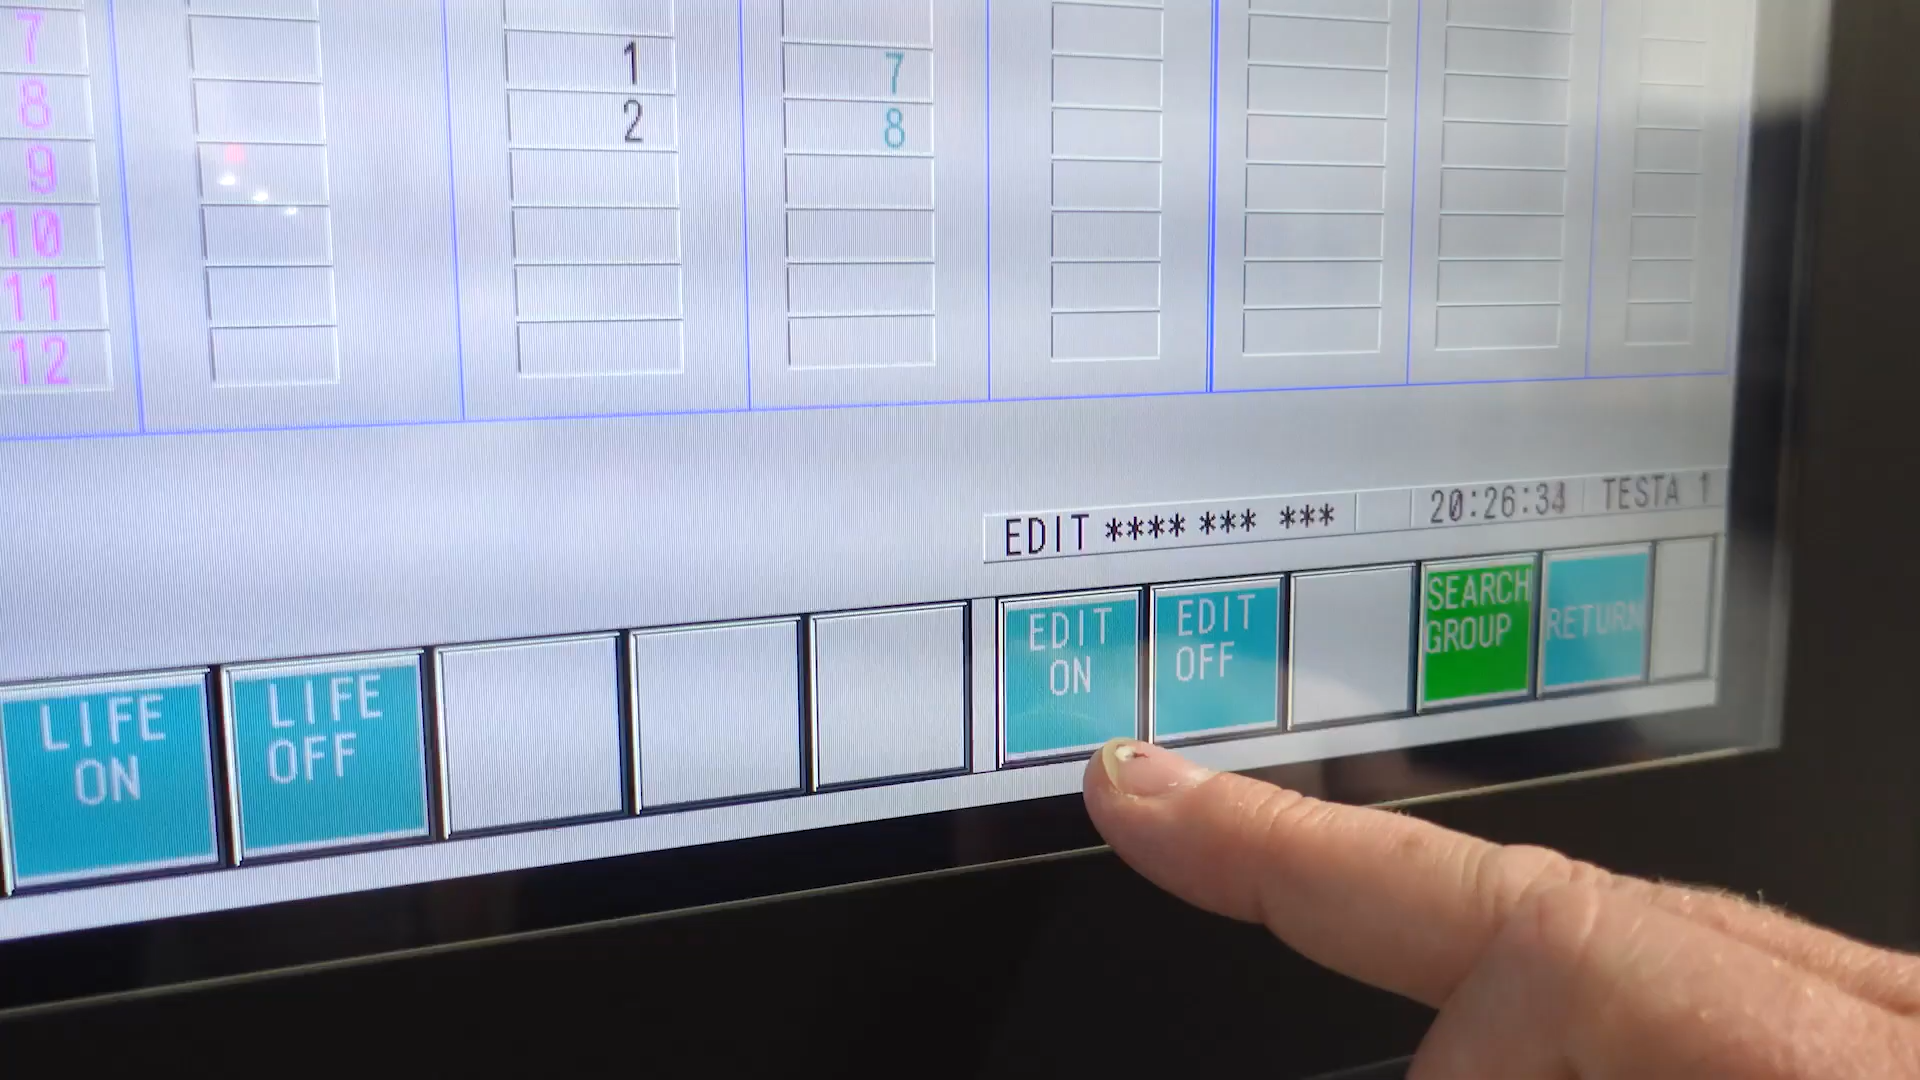 7 1 7
8 2 8
9
10
11
12
EDIT **** *** *** 20:26:34 TESTA 1
LIFE ON
LIFE OFF
EDIT ON
EDIT OFF
SEARCH GROUP
RETURN